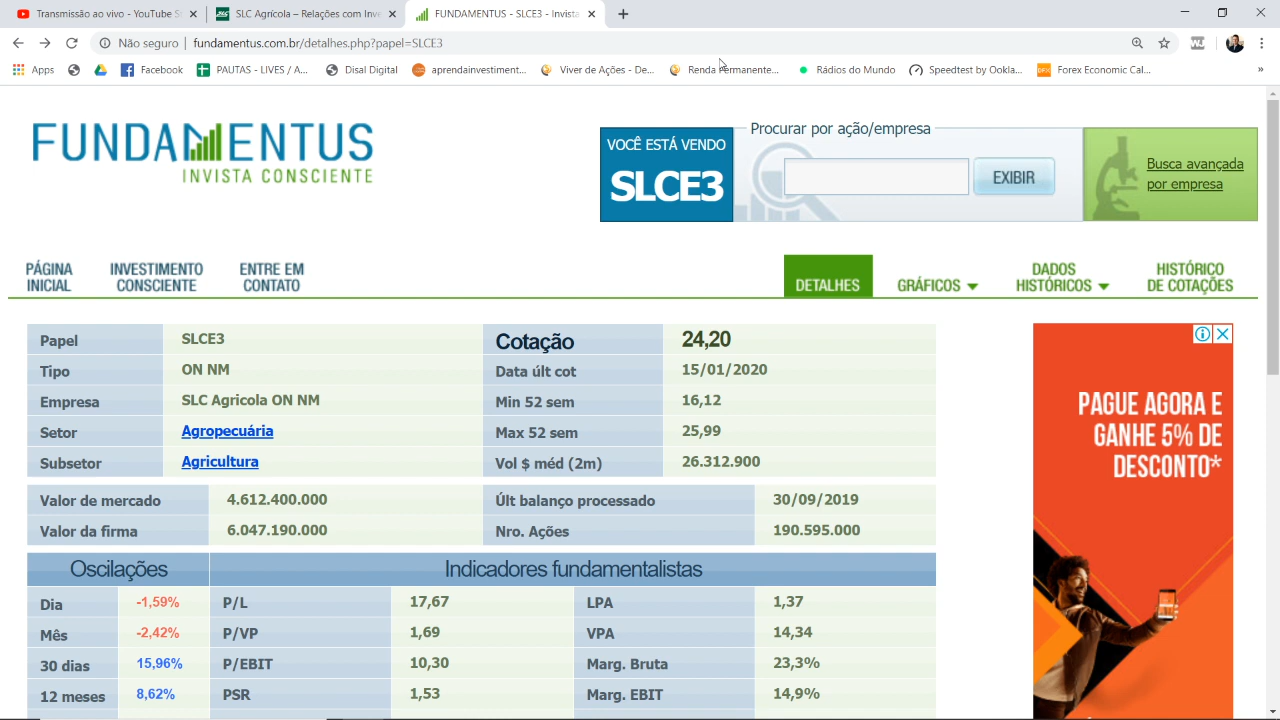 Transmissão ao vivo - YouTube S
SLC Agrícola – Relações com Inve
FUNDAMENTUS - SLCE3 - Invista
Não seguro | fundamentus.com.br/detalhes.php?papel=SLCE3
Apps Facebook PAUTAS - LIVES / A... Disal Digital aprendainvestiment... Viver de Ações - De... Renda Permanente... Rádios do Mundo Speedtest by Ookla... Forex Economic Cal... »
FUNDAMENTUS
INVISTA CONSCIENTE
VOCÊ ESTÁ VENDO
SLCE3
Procurar por ação/empresa
EXIBIR
Busca avançada
por empresa
PÁGINA
INICIAL
INVESTIMENTO
CONSCIENTE
ENTRE EM
CONTATO
DETALHES
GRÁFICOS
DADOS
HISTÓRICOS
HISTÓRICO
DE COTAÇÕES
Papel SLCE3 Cotação 24,20
Tipo ON NM Data últ cot 15/01/2020
Empresa SLC Agricola ON NM Min 52 sem 16,12
Setor Agropecuária Max 52 sem 25,99
Subsetor Agricultura Vol $ méd (2m) 26.312.900
Valor de mercado 4.612.400.000 Últ balanço processado 30/09/2019
Valor da firma 6.047.190.000 Nro. Ações 190.595.000
Oscilações Indicadores fundamentalistas
Dia -1,59% P/L 17,67 LPA 1,37
Mês -2,42% P/VP 1,69 VPA 14,34
30 dias 15,96% P/EBIT 10,30 Marg. Bruta 23,3%
12 meses 8,62% PSR 1,53 Marg. EBIT 14,9%
PAGUE AGORA E
GANHE 5% DE
DESCONTO*